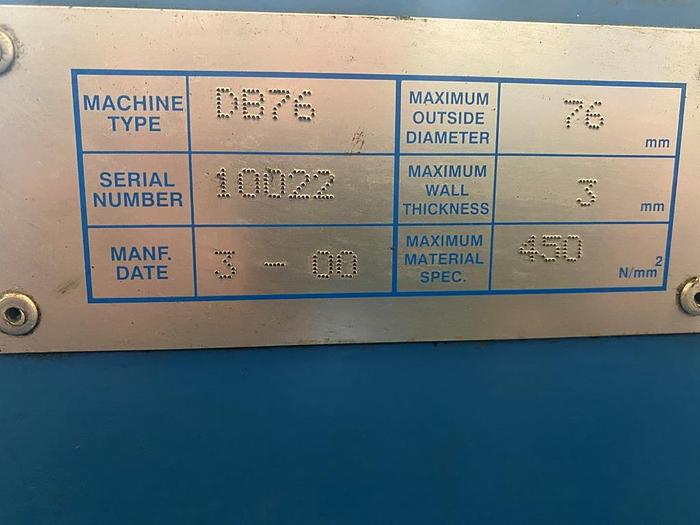 MACHINE
TYPE
DB76
MAXIMUM
OUTSIDE
DIAMETER
76
mm
SERIAL
NUMBER
10022
MAXIMUM
WALL
THICKNESS
3
mm
MANF.
DATE
3 - 00
MAXIMUM
MATERIAL
SPEC.
450
N/mm²